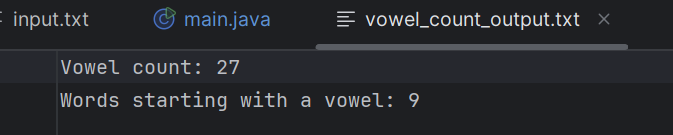 input.txt main.java vowel_count_output.txt
Vowel count: 27
Words starting with a vowel: 9